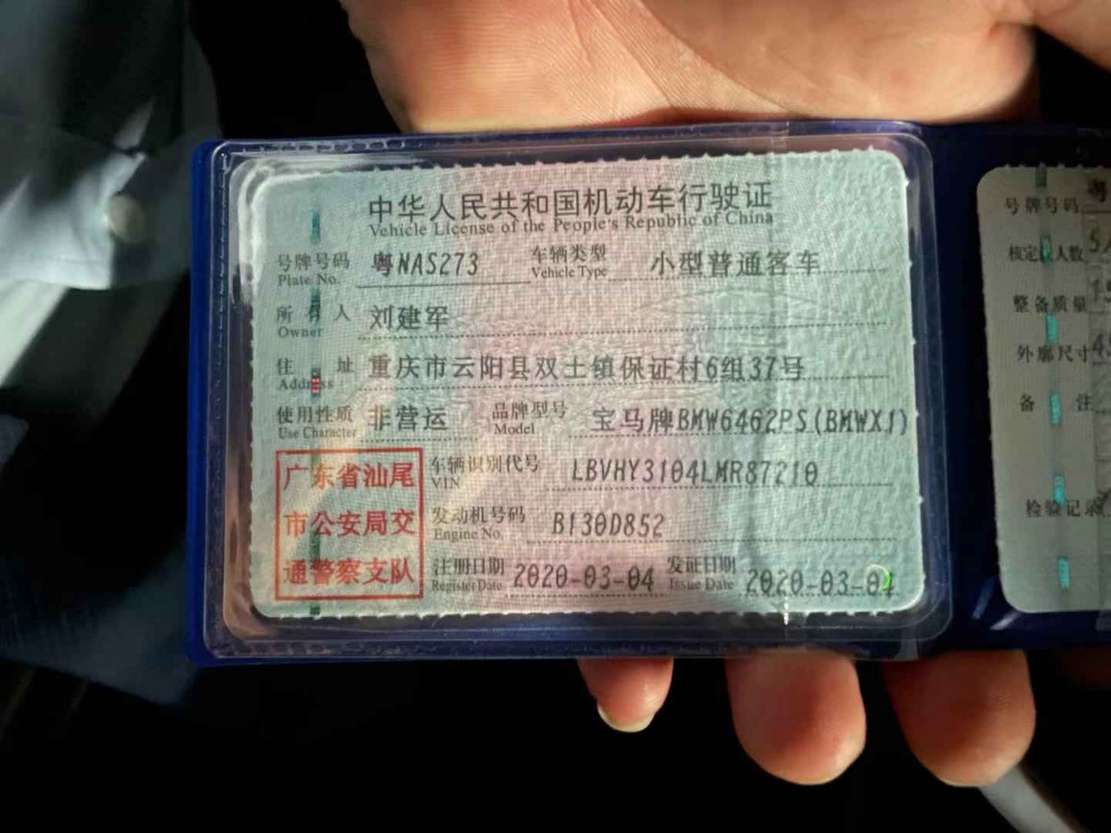 中华人民共和国机动车行驶证
Vehicle License of the People's Republic of China
号牌号码 粤NAS273 车辆类型 小型普通客车
Plate No. Vehicle Type
所有人 刘建军
Owner
住址 重庆市云阳县双土镇保证村6组37号
Address
使用性质 非营运 品牌型号 宝马牌BMW6462PS(BMWX1)
Use Character Model
广东省汕尾
市公安局交
通警察支队
车辆识别代号 LBVHY3104LMR87210
VIN
发动机号码 B130D852
Engine No.
注册日期 2020-03-04 发证日期
Register Date Issue Date
号牌号码 粤
核定 人数
整备质量
外廓尺寸
备注
检验记录